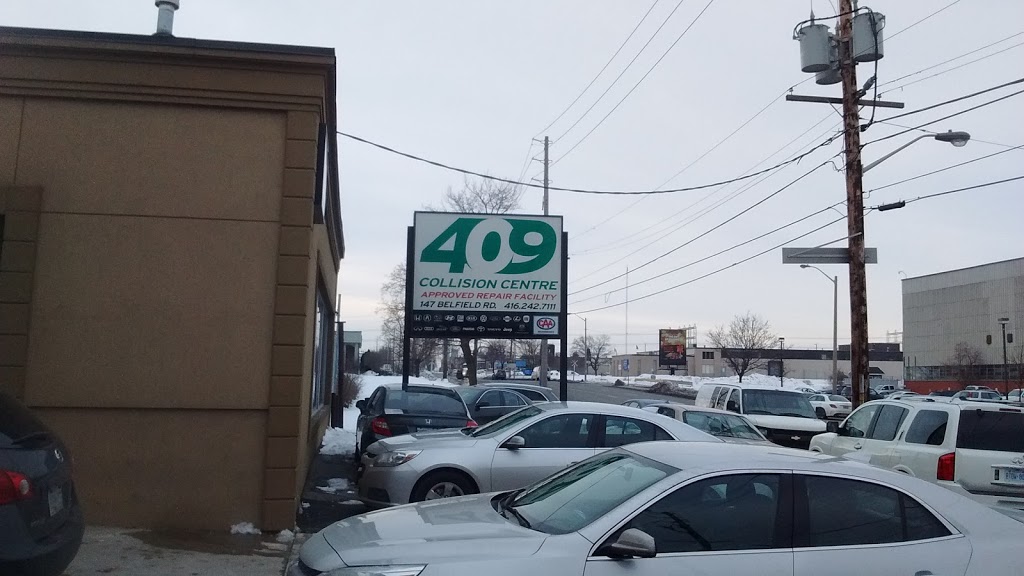 409
COLLISION CENTRE
APPROVED REPAIR FACILITY
147 BELFIELD RD. 416.242.7111
CAA